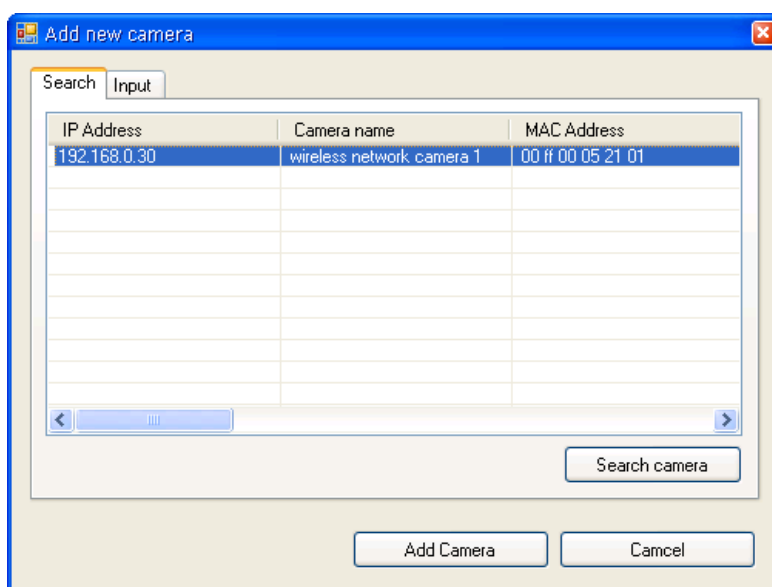 Add new camera
Search Input
IP Address Camera name MAC Address
192.168.0.30 wireless network camera 1 00 ff 00 05 21 01
Search camera
Add Camera Camcel